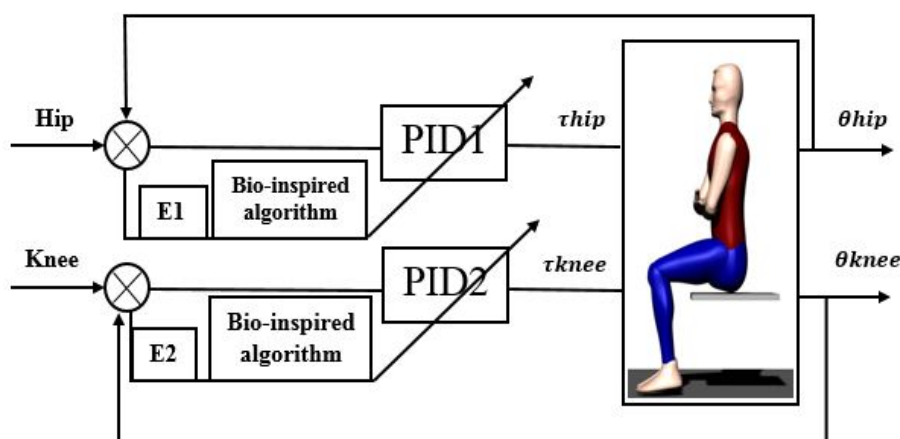 Hip
PID1
τhip
θhip
E1
Bio-inspired
algorithm
Knee
PID2
τknee
θknee
E2
Bio-inspired
algorithm